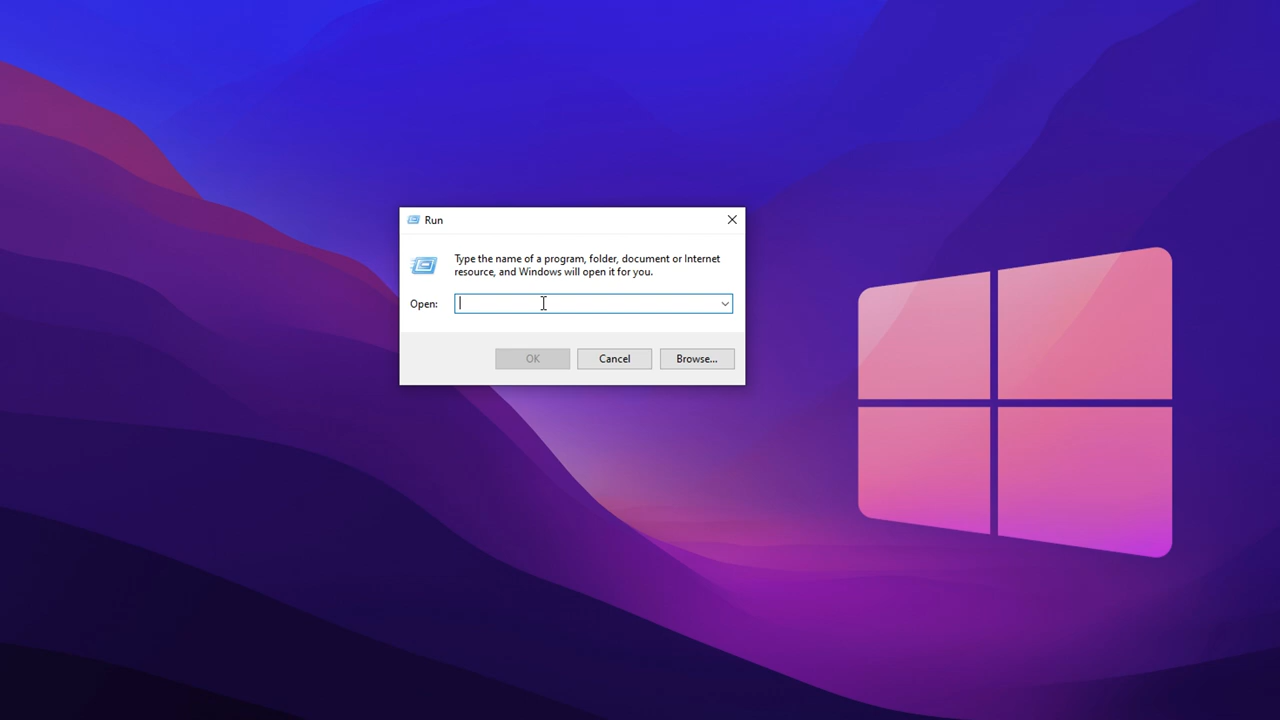 Run
Type the name of a program, folder, document or Internet
resource, and Windows will open it for you.
Open:
OK
Cancel
Browse...